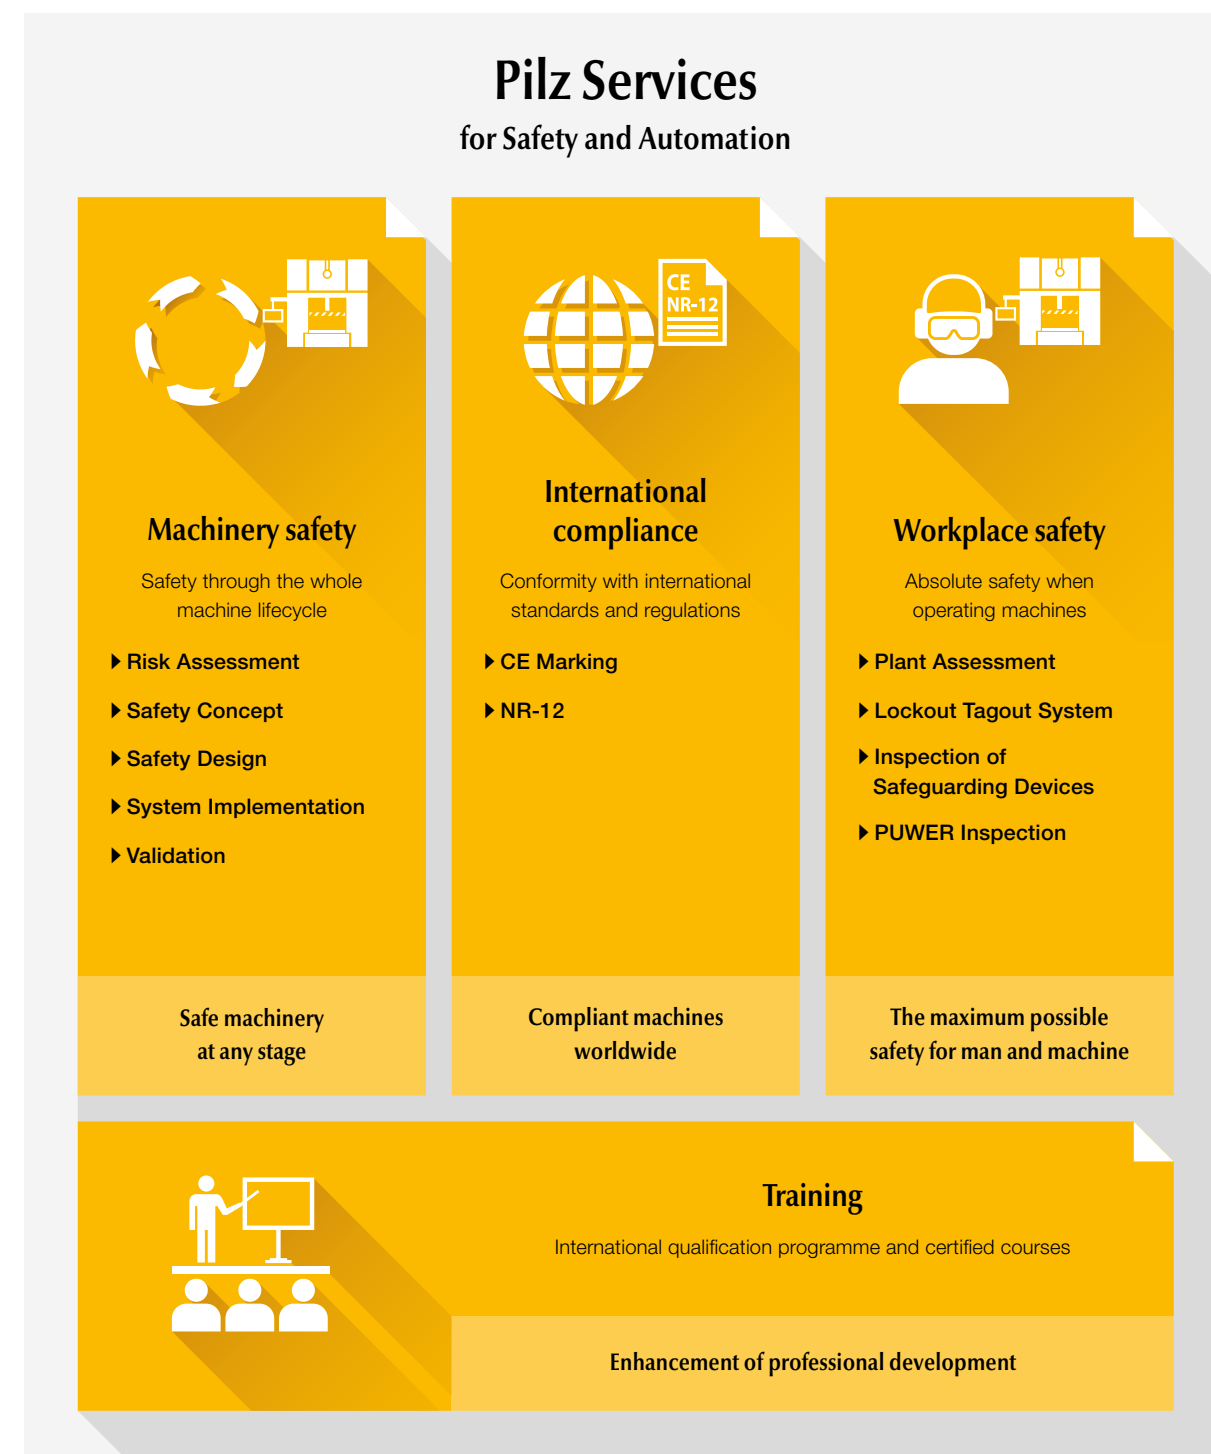 Pilz Services
for Safety and Automation
CE
NR-12
Machinery safety
Safety through the whole
machine lifecycle
Risk Assessment
Safety Concept
Safety Design
System Implementation
Validation
Safe machinery
at any stage
International
compliance
Conformity with international
standards and regulations
CE Marking
NR-12
Compliant machines
worldwide
Workplace safety
Absolute safety when
operating machines
Plant Assessment
Lockout Tagout System
Inspection of
Safeguarding Devices
PUWER Inspection
The maximum possible
safety for man and machine
Training
International qualification programme and certified courses
Enhancement of professional development